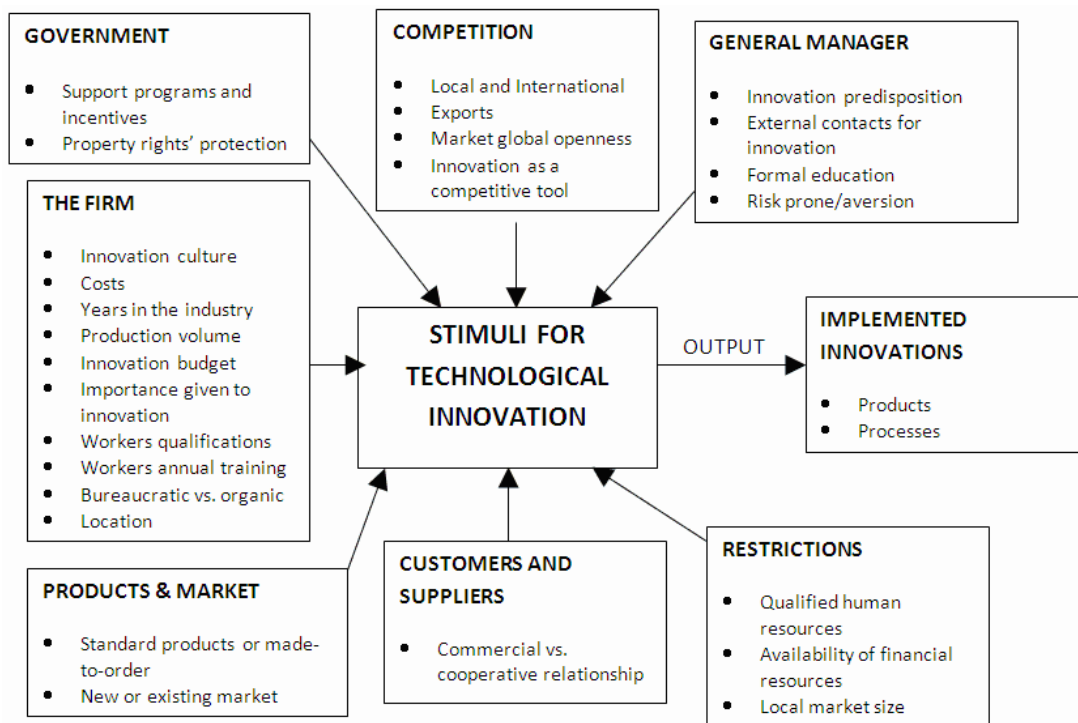 GOVERNMENT
• Support programs and
incentives
• Property rights' protection
COMPETITION
• Local and International
• Exports
• Market global openness
• Innovation as a
competitive tool
GENERAL MANAGER
• Innovation predisposition
• External contacts for
innovation
• Formal education
• Risk prone/aversion
THE FIRM
• Innovation culture
• Costs
• Years in the industry
• Production volume
• Innovation budget
• Importance given to
innovation
• Workers qualifications
• Workers annual training
• Bureaucratic vs. organic
• Location
STIMULI FOR
TECHNOLOGICAL
INNOVATION
OUTPUT
IMPLEMENTED
INNOVATIONS
• Products
• Processes
PRODUCTS & MARKET
• Standard products or made-
to-order
• New or existing market
CUSTOMERS AND
SUPPLIERS
• Commercial vs.
cooperative relationship
RESTRICTIONS
• Qualified human
resources
• Availability of financial
resources
• Local market size